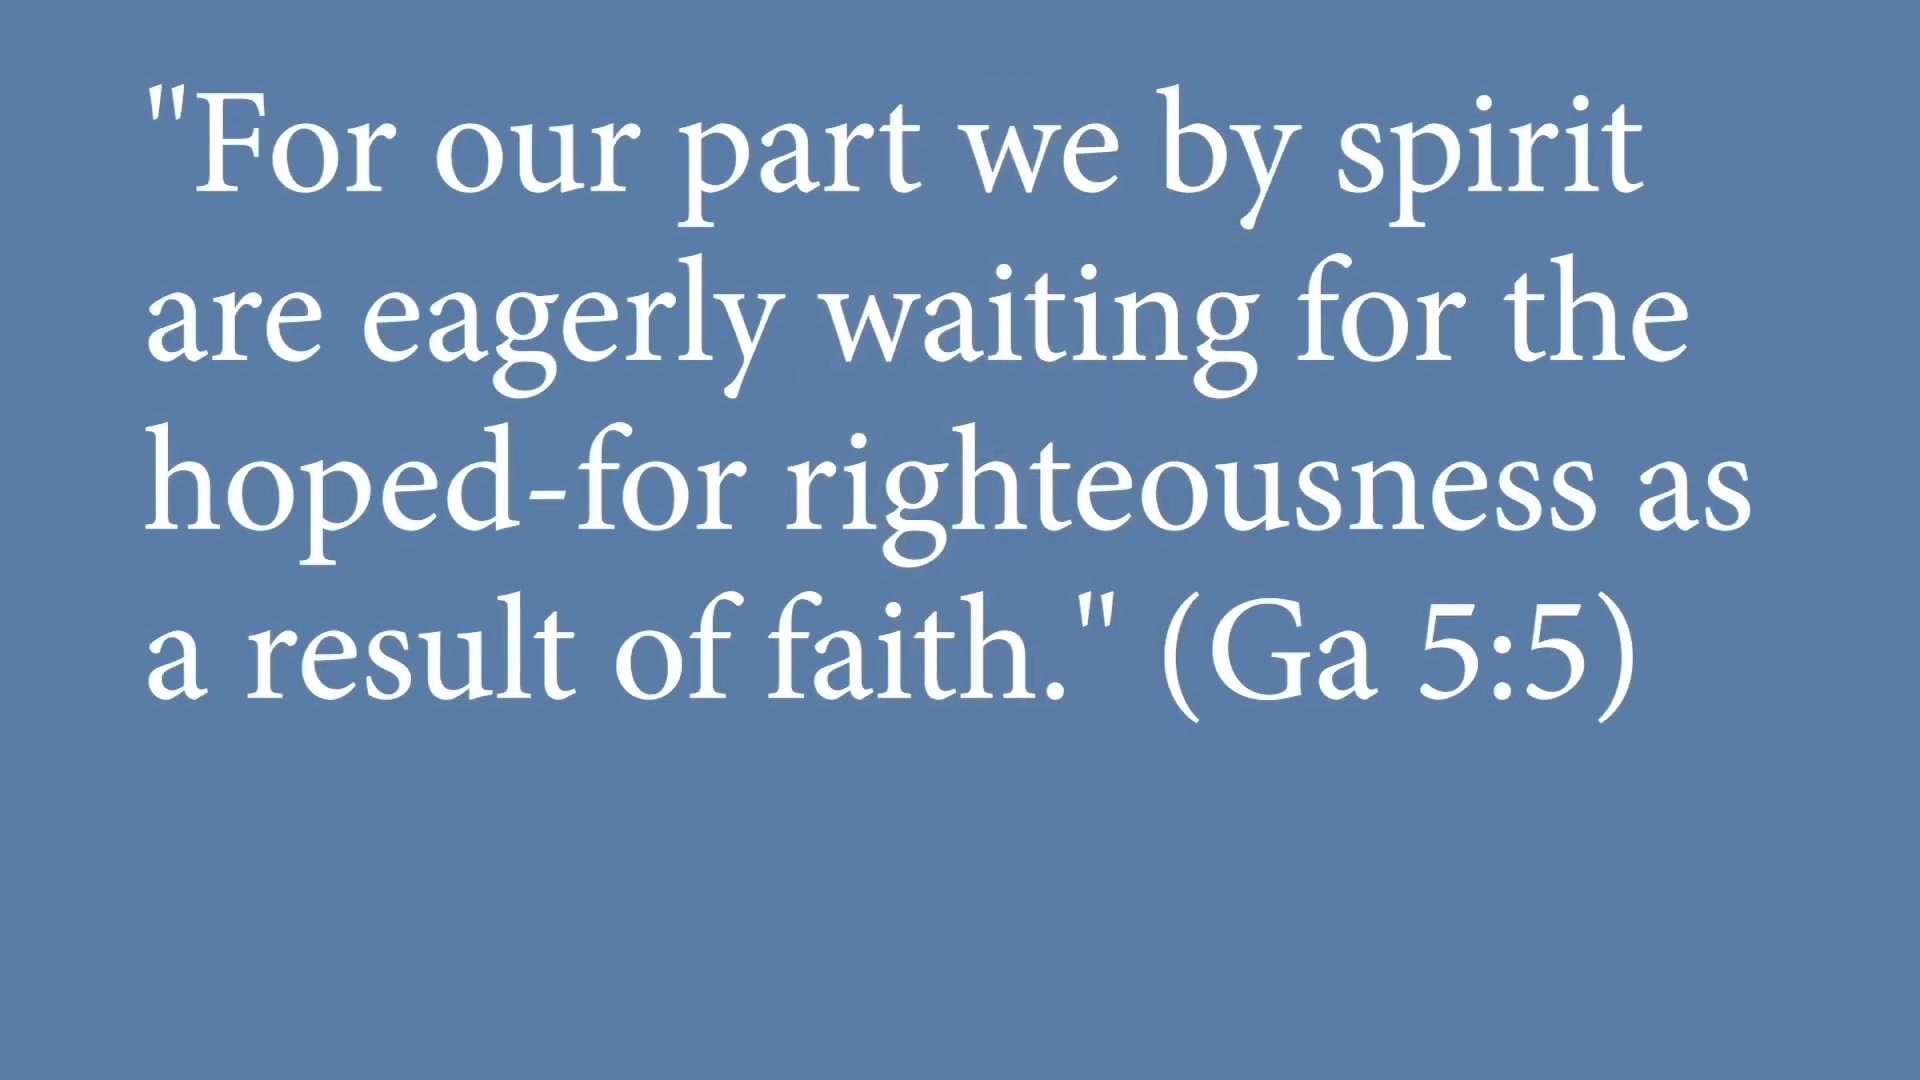 "For our part we by spirit
are eagerly waiting for the
hoped-for righteousness as
a result of faith." (Ga 5:5)